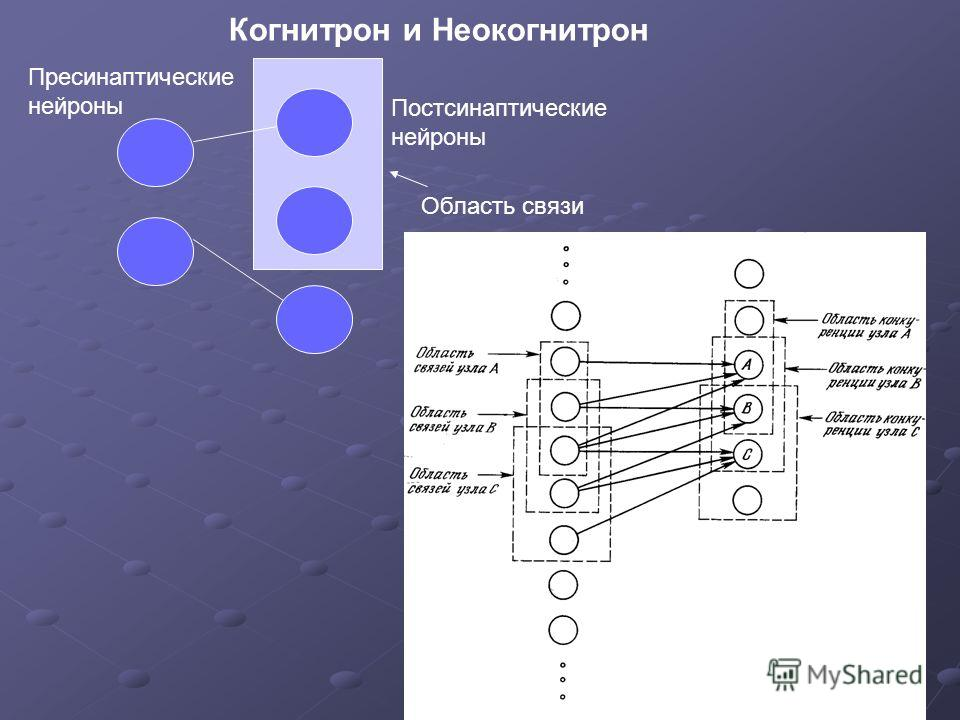 Когнитрон и Неокогнитрон
Пресинаптические
нейроны
Постсинаптические
нейроны
Область связи
Область
связей узла A
Область
связей узла B
Область
связей узла C
A
B
C
Область конку-
ренции узла A
Область конку-
ренции узла B
Область конку-
ренции узла C
MyShared